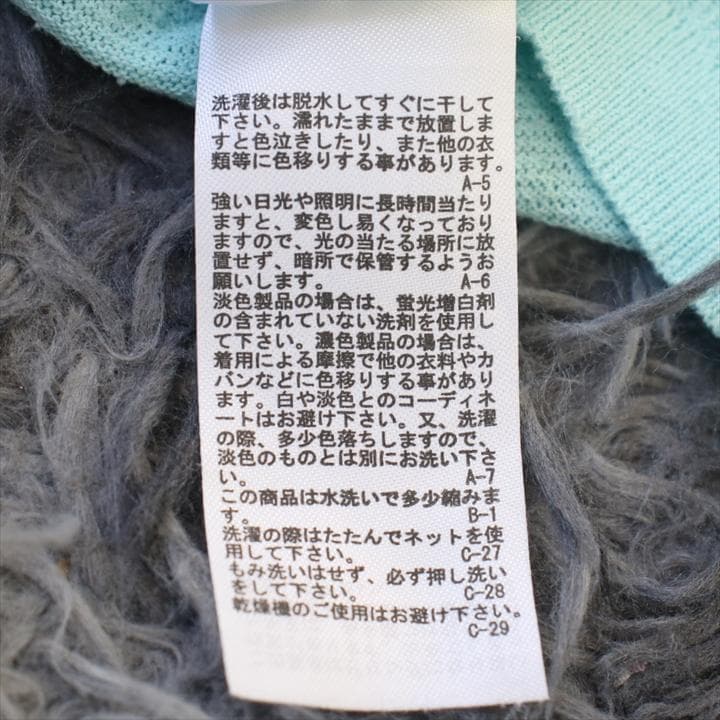 洗濯後は脱水してすぐに干して
下さい。濡れたままで放置しま
すと色泣きしたり、また他の衣
類等に色移りする事があります。
A-5
強い日光や照明に長時間当たり
ますと、変色し易くなっており
ますので、光の当たる場所に放
置せず、暗所で保管するようお
願いします。 A-6
淡色製品の場合は、蛍光増白剤
の含まれていない洗剤を使用し
て下さい。濃色製品の場合は、
着用による摩擦で他の衣料やカ
バンなどに色移りする事があり
ます。白や淡色とのコーディネ
ートはお避け下さい。又、洗濯
の際、多少色落ちしますので、
淡色のものとは別にお洗い下さ
い。 A-7
この商品は水洗いで多少縮みま
す。 B-1
洗濯の際はたたんでネットを使
用して下さい。 C-27
もみ洗いはせず、必ず押し洗い
をして下さい。 C-28
乾燥機のご使用はお避け下さい。
C-29